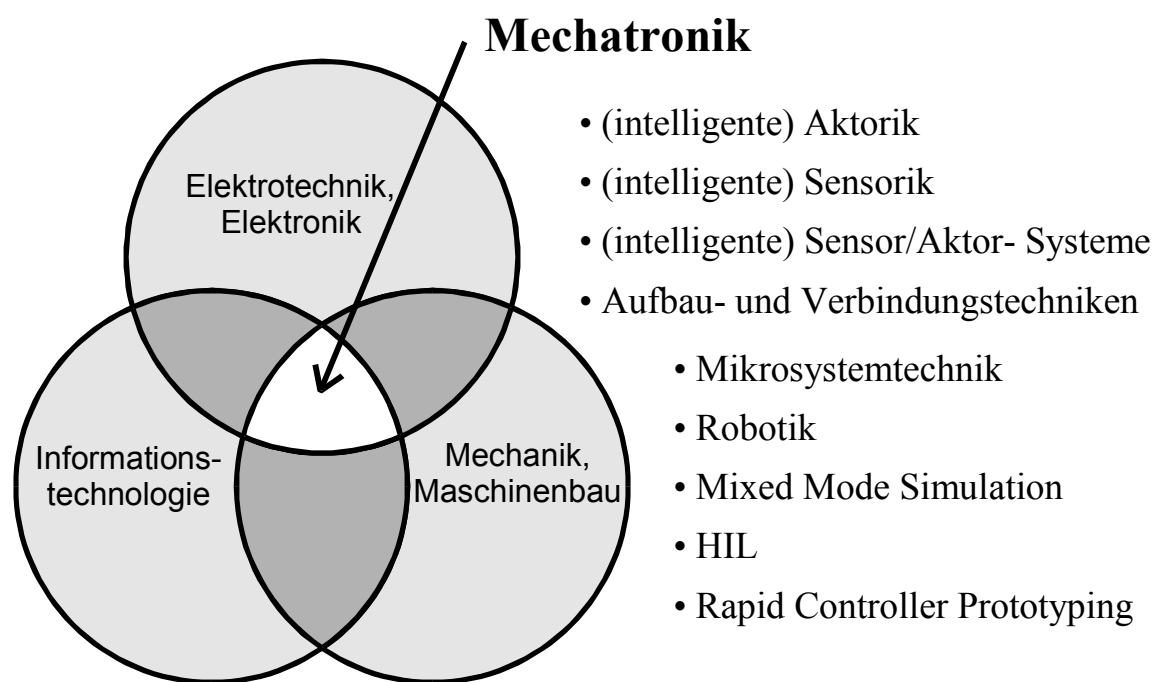 Mechatronik
Elektrotechnik,
Elektronik
Informations-
technologie
Mechanik,
Maschinenbau
• (intelligente) Aktorik
• (intelligente) Sensorik
• (intelligente) Sensor/Aktor- Systeme
• Aufbau- und Verbindungstechniken
• Mikrosystemtechnik
• Robotik
• Mixed Mode Simulation
• HIL
• Rapid Controller Prototyping